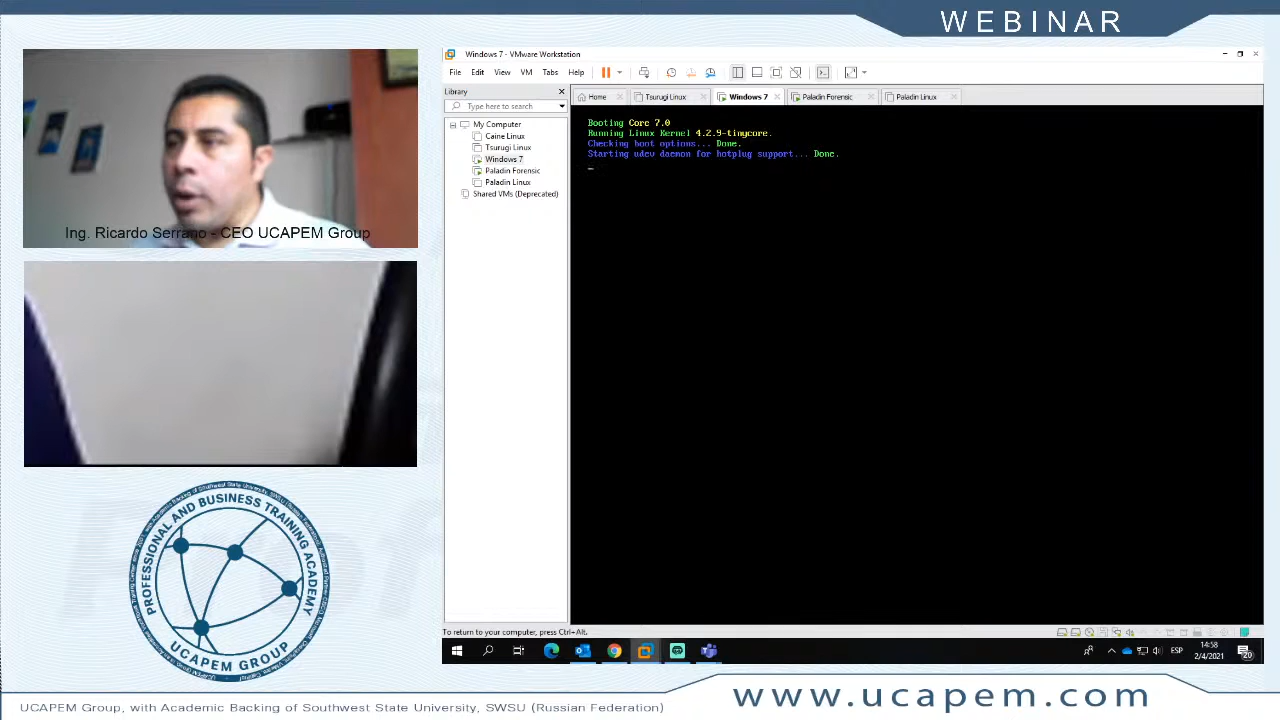 WEBINAR
Ing. Ricardo Serrano - CEO UCAPEM Group
PROFESSIONAL AND BUSINESS TRAINING ACADEMY
UCAPEM GROUP
Windows 7 - VMware Workstation
File Edit View VM Tabs Help
Library
Type here to search
My Computer
Caine Linux
Tsurugi Linux
Windows 7
Paladin Forensic
Paladin Linux
Shared VMs (Deprecated)
Home Tsurugi Linux Windows 7 Paladin Forensic Paladin Linux
Booting Core 7.0
Running Linux Kernel 4.2.9-tinycore.
Checking boot options... Done.
Starting udev daemon for hotplug support... Done.
To return to your computer, press Ctrl+Alt.
ESP
14:58
2/4/2021
20
www.ucapem.com
UCAPEM Group, with Academic Backing of Southwest State University, SWSU (Russian Federation)